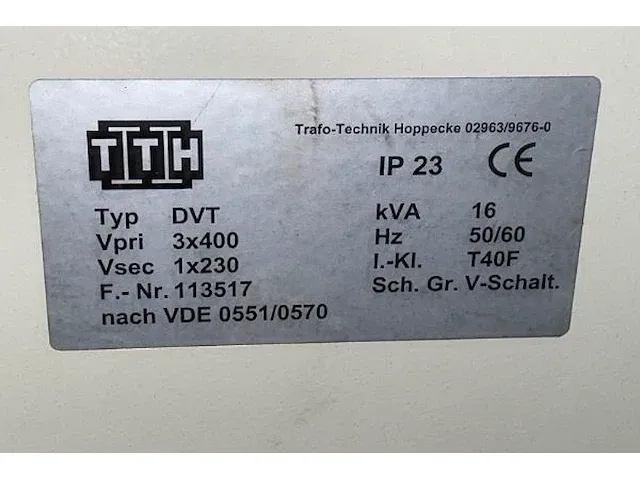 TTH
Trafo-Technik Hoppecke 02963/9676-0
IP 23 CE
Typ DVT kVA 16
Vpri 3x400 Hz 50/60
Vsec 1x230 I.-Kl. T40F
F.- Nr. 113517 Sch. Gr. V-Schalt.
nach VDE 0551/0570